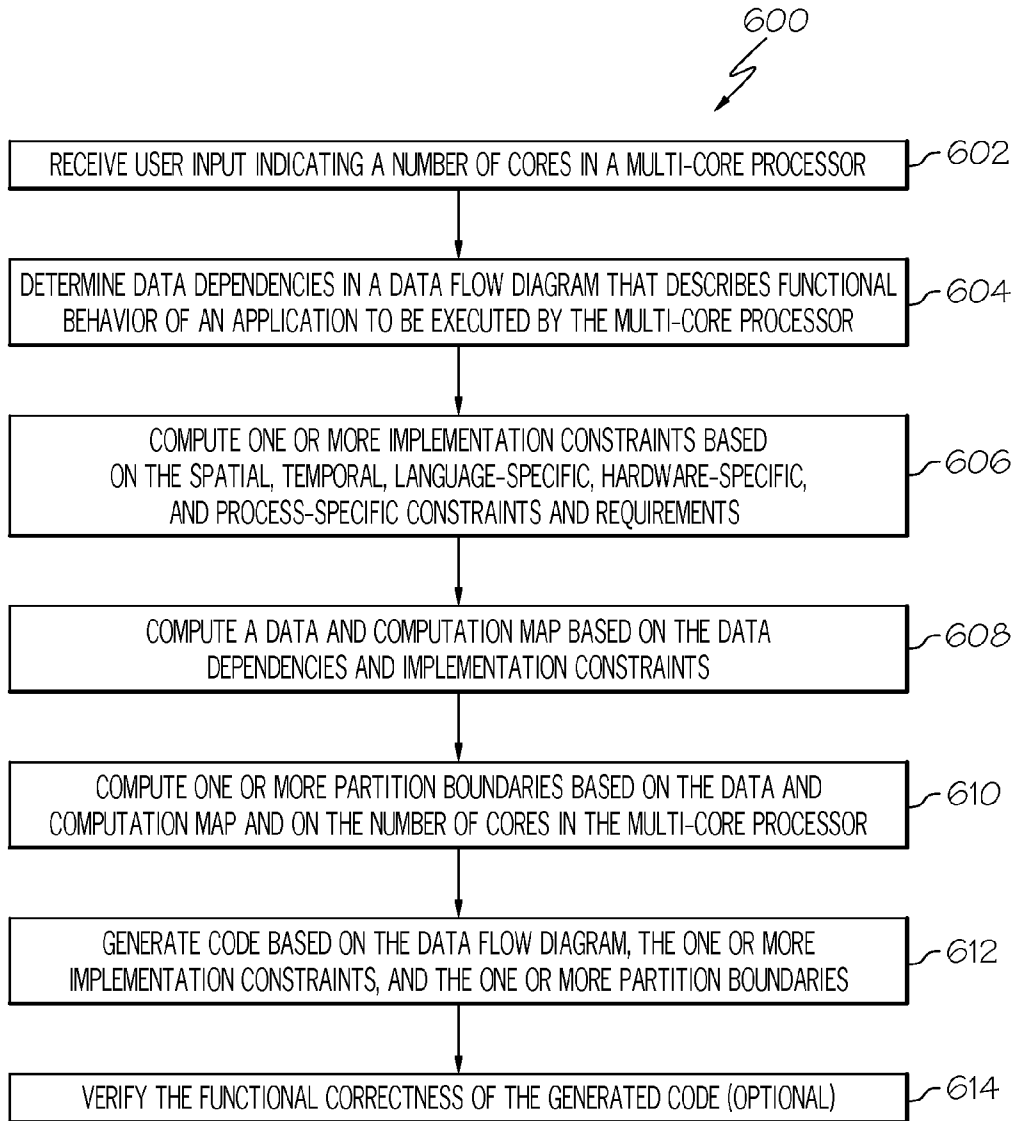 600
RECEIVE USER INPUT INDICATING A NUMBER OF CORES IN A MULTI-CORE PROCESSOR
602
DETERMINE DATA DEPENDENCIES IN A DATA FLOW DIAGRAM THAT DESCRIBES FUNCTIONAL
BEHAVIOR OF AN APPLICATION TO BE EXECUTED BY THE MULTI-CORE PROCESSOR
604
COMPUTE ONE OR MORE IMPLEMENTATION CONSTRAINTS BASED
ON THE SPATIAL, TEMPORAL, LANGUAGE-SPECIFIC, HARDWARE-SPECIFIC,
AND PROCESS-SPECIFIC CONSTRAINTS AND REQUIREMENTS
606
COMPUTE A DATA AND COMPUTATION MAP BASED ON THE DATA
DEPENDENCIES AND IMPLEMENTATION CONSTRAINTS
608
COMPUTE ONE OR MORE PARTITION BOUNDARIES BASED ON THE DATA AND
COMPUTATION MAP AND ON THE NUMBER OF CORES IN THE MULTI-CORE PROCESSOR
610
GENERATE CODE BASED ON THE DATA FLOW DIAGRAM, THE ONE OR MORE
IMPLEMENTATION CONSTRAINTS, AND THE ONE OR MORE PARTITION BOUNDARIES
612
VERIFY THE FUNCTIONAL CORRECTNESS OF THE GENERATED CODE (OPTIONAL)
614